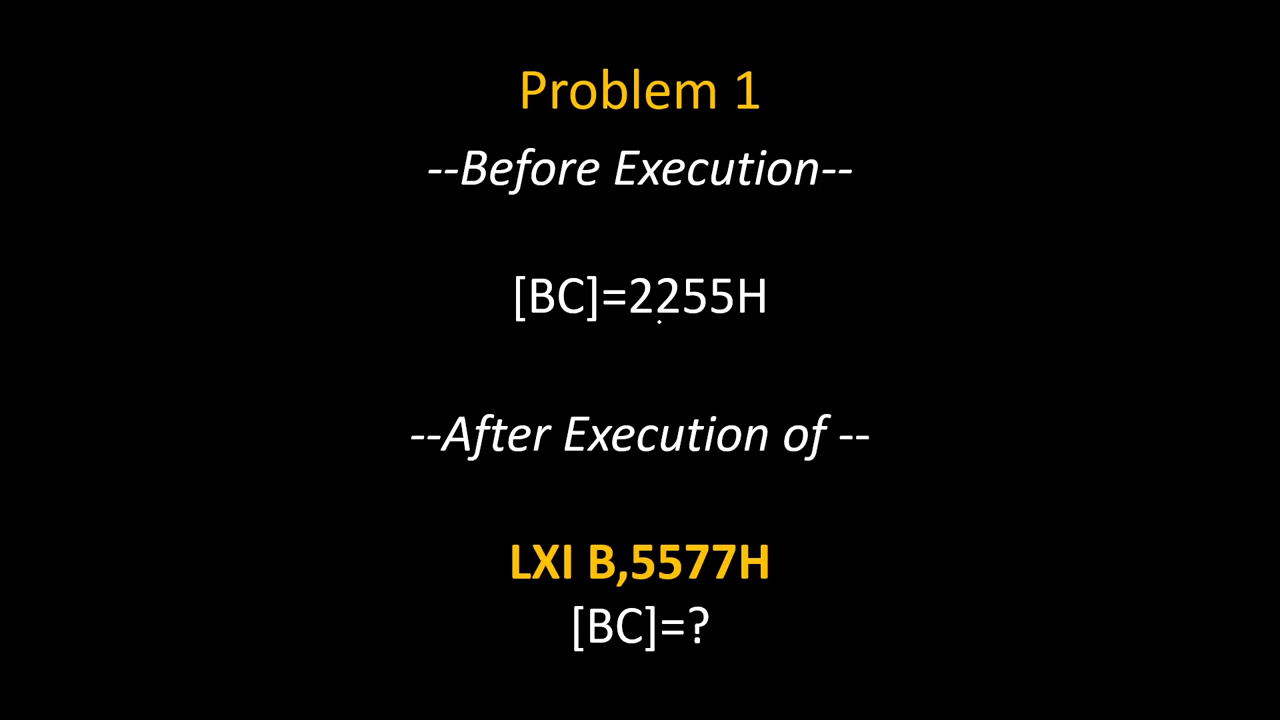 Problem 1
--Before Execution--
[BC]=2255H
--After Execution of --
LXI B,5577H
[BC]=?